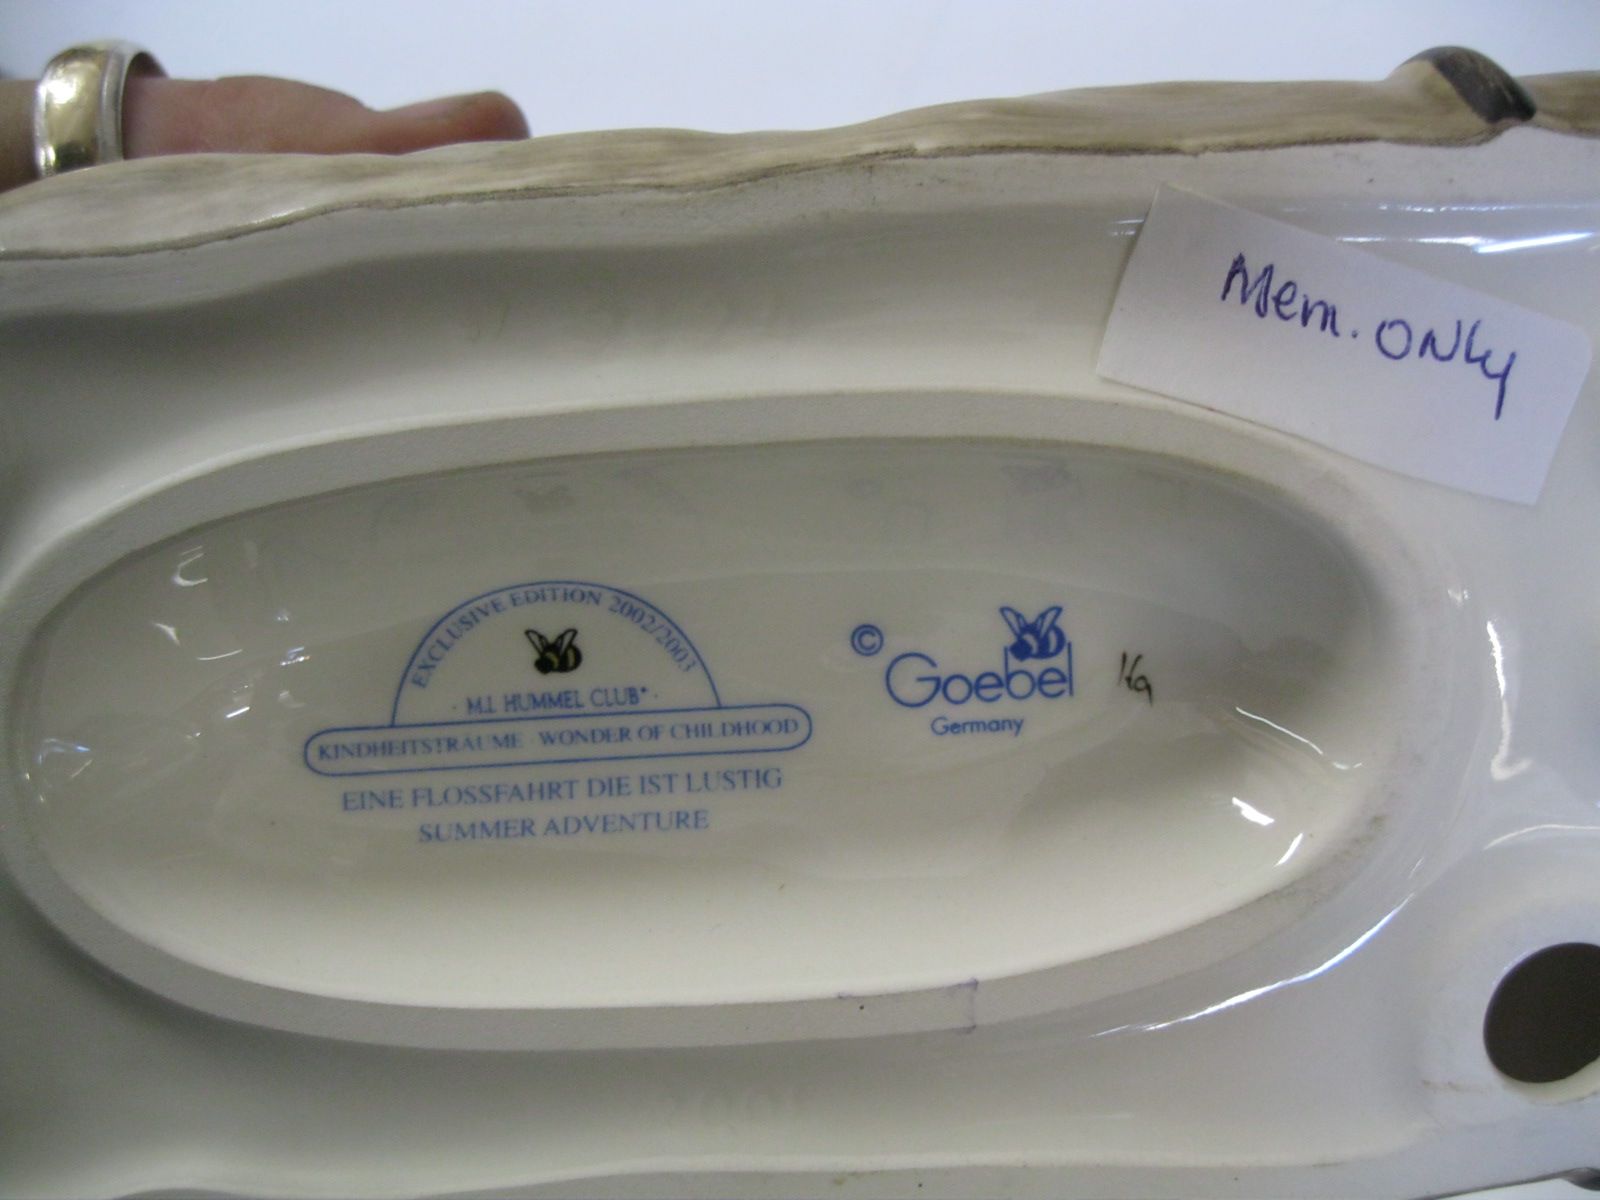 Mem. ONLY
EXCLUSIVE EDITION 2002/2003
· M.I. HUMMEL CLUB® ·
KINDHEITSTRÄUME · WONDER OF CHILDHOOD
EINE FLOSSFAHRT DIE IST LUSTIG
SUMMER ADVENTURE
© Goebel
Germany